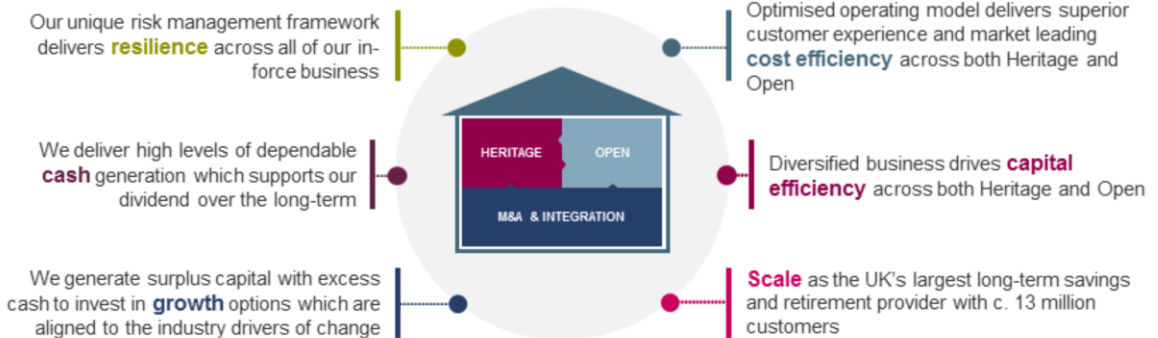 Our unique risk management framework
delivers resilience across all of our in-
force business
We deliver high levels of dependable
cash generation which supports our
dividend over the long-term
We generate surplus capital with excess
cash to invest in growth options which are
aligned to the industry drivers of change
HERITAGE
OPEN
M&A & INTEGRATION
Optimised operating model delivers superior
customer experience and market leading
cost efficiency across both Heritage and
Open
Diversified business drives capital
efficiency across both Heritage and Open
Scale as the UK's largest long-term savings
and retirement provider with c. 13 million
customers